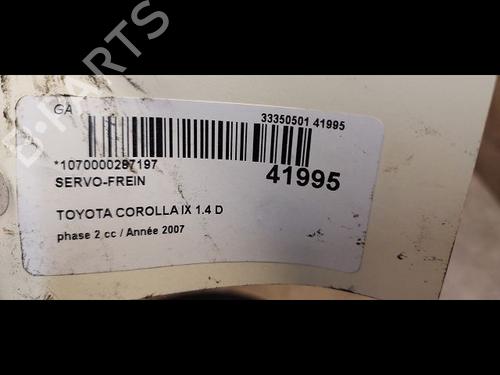 B-PARTS
GA
33350501 41995
*1070000287197
SERVO-FREIN
41995
TOYOTA COROLLA IX 1.4 D
phase 2 cc / Année 2007